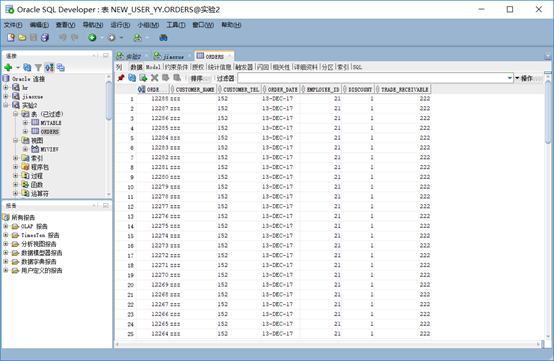 Oracle SQL Developer : 表 NEW_USER_YY.ORDERS@实验2
文件(F) 编辑(E) 查看(V) 导航(N) 运行(R) 小组(M) 工具(T) 窗口(W) 帮助(H)
连接
实验2 jiaoxue ORDERS
列 数据 Model 约束条件 授权 统计信息 触发器 闪回 相关性 详细资料 分区 索引 SQL
排序.. 过滤器: 操作...
Oracle 连接
hr
jiaoxue
实验2
表 (已过滤)
MYTABLE
ORDERS
视图
MYVIEW
索引
程序包
过程
函数
运算符
报告
所有报告
OLAP 报告
TimesTen 报告
分析视图报告
数据模型器报告
数据字典报告
用户定义的报告
ORDE... CUSTOMER_NAME CUSTOMER_TEL ORDER_DATE EMPLOYEE_ID DISCOUNT TRADE_RECEIVABLE
1 12288 zzz 152 13-DEC-17 21 1 222
2 12287 zzz 152 13-DEC-17 21 1 222
3 12286 zzz 152 13-DEC-17 21 1 222
4 12285 zzz 152 13-DEC-17 21 1 222
5 12284 zzz 152 13-DEC-17 21 1 222
6 12283 zzz 152 13-DEC-17 21 1 222
7 12282 zzz 152 13-DEC-17 21 1 222
8 12281 zzz 152 13-DEC-17 21 1 222
9 12280 zzz 152 13-DEC-17 21 1 222
10 12279 zzz 152 13-DEC-17 21 1 222
11 12278 zzz 152 13-DEC-17 21 1 222
12 12277 zzz 152 13-DEC-17 21 1 222
13 12276 zzz 152 13-DEC-17 21 1 222
14 12275 zzz 152 13-DEC-17 21 1 222
15 12274 zzz 152 13-DEC-17 21 1 222
16 12273 zzz 152 13-DEC-17 21 1 222
17 12272 zzz 152 13-DEC-17 21 1 222
18 12271 zzz 152 13-DEC-17 21 1 222
19 12270 zzz 152 13-DEC-17 21 1 222
20 12269 zzz 152 13-DEC-17 21 1 222
21 12268 zzz 152 13-DEC-17 21 1 222
22 12267 zzz 152 13-DEC-17 21 1 222
23 12266 zzz 152 13-DEC-17 21 1 222
24 12265 zzz 152 13-DEC-17 21 1 222
25 12264 zzz 152 13-DEC-17 21 1 222